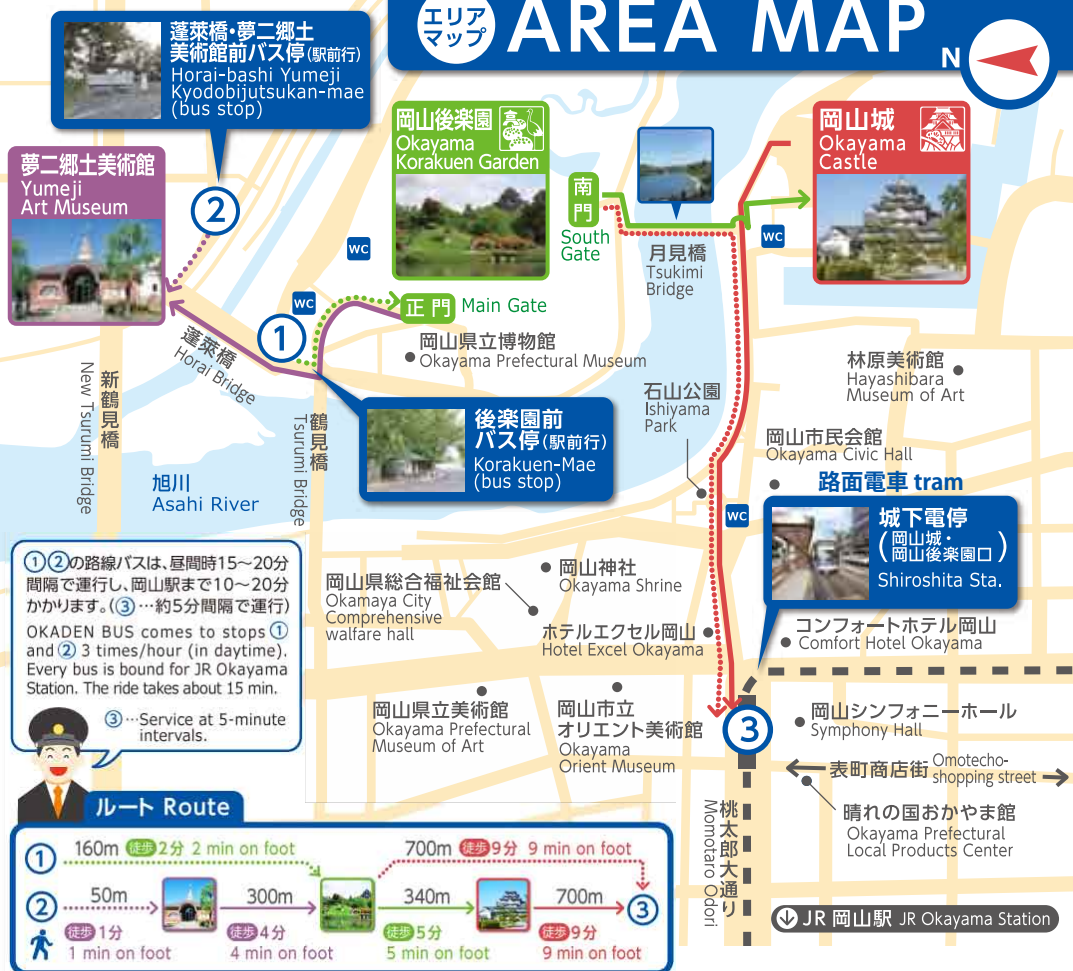 エリア
マップ
AREA MAP
N
蓬萊橋・夢二郷土
美術館前バス停(駅前行)
Horai-bashi Yumeji
Kyodobijutsukan-mae
(bus stop)
夢二郷土美術館
Yumeji
Art Museum
②
岡山後楽園
Okayama
Korakuen Garden
南門
South
Gate
月見橋
Tsukimi
Bridge
岡山城
Okayama
Castle
WC
WC
WC
①
正門 Main Gate
蓬萊橋
Horai Bridge
岡山県立博物館
Okayama Prefectural Museum
新鶴見橋
New Tsurumi Bridge
鶴見橋
Tsurumi Bridge
旭川
Asahi River
後楽園前
バス停(駅前行)
Korakuen-Mae
(bus stop)
石山公園
Ishiyama
Park
林原美術館
Hayashibara
Museum of Art
岡山市民会館
Okayama Civic Hall
路面電車 tram
WC
城下電停
(岡山城・
岡山後楽園口)
Shiroshita Sta.
①②の路線バスは、昼間時15～20分
間隔で運行し、岡山駅まで10～20分
かかります。(③…約5分間隔で運行)
OKADEN BUS comes to stops ①
and ② 3 times/hour (in daytime).
Every bus is bound for JR Okayama
Station. The ride takes about 15 min.
③…Service at 5-minute
intervals.
岡山県総合福祉会館
Okamaya City
Comprehensive
welfare hall
岡山神社
Okayama Shrine
ホテルエクセル岡山
Hotel Excel Okayama
コンフォートホテル岡山
Comfort Hotel Okayama
岡山県立美術館
Okayama Prefectural
Museum of Art
岡山市立
オリエント美術館
Okayama
Orient Museum
③
岡山シンフォニーホール
Symphony Hall
表町商店街 Omotecho-
shopping street
晴れの国おかやま館
Okayama Prefectural
Local Products Center
桃太郎大通り
Momotaro Odori
JR 岡山駅 JR Okayama Station
ルート Route
① 160m 徒歩 2分 2 min on foot 700m 徒歩 9分 9 min on foot
② 50m 300m 340m 700m ③
徒歩 1分 徒歩 4分 徒歩 5分 徒歩 9分
1 min on foot 4 min on foot 5 min on foot 9 min on foot